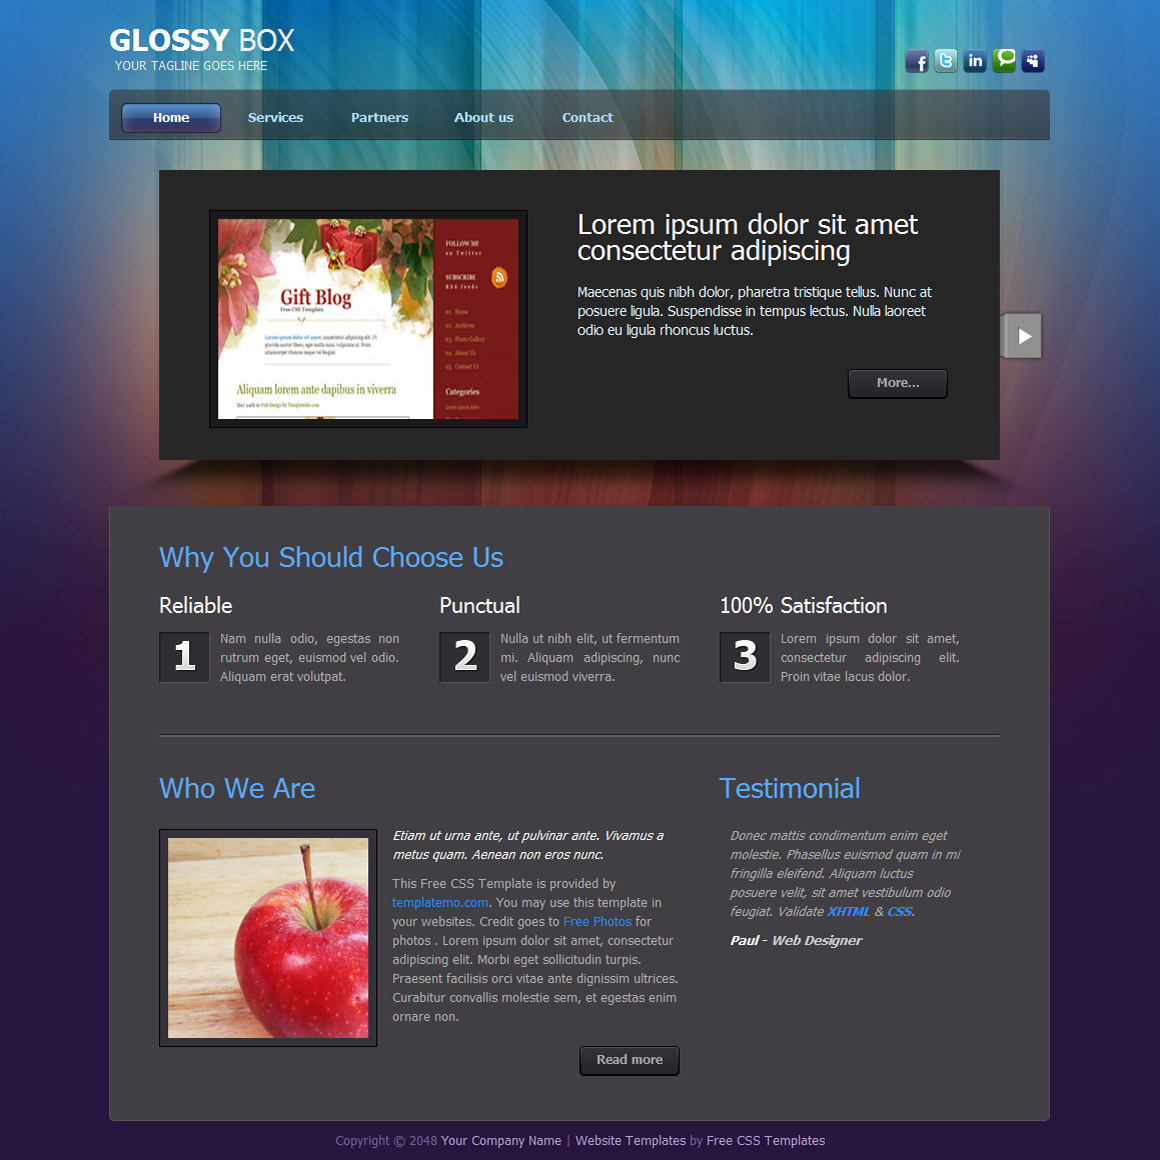 GLOSSY BOX
YOUR TAGLINE GOES HERE
Home Services Partners About us Contact
Gift Blog
Free CSS Template
Lorem ipsum dolor sit amet, consectetur adipiscing elit. Ut
Aliquam lorem ante dapibus in viverra
FOLLOW ME
on Twitter
SUBSCRIBE
RSS feeds
01. Home
02. Archives
03. Photo Gallery
04. About Us
05. Contact Us
Categories
Lorem ipsum dolor
Lorem ipsum dolor sit amet
consectetur adipiscing
Maecenas quis nibh dolor, pharetra tristique tellus. Nunc at
posuere ligula. Suspendisse in tempus lectus. Nulla laoreet
odio eu ligula rhoncus luctus.
More...
Why You Should Choose Us
Reliable
1
Nam nulla odio, egestas non
rutrum eget, euismod vel odio.
Aliquam erat volutpat.
Punctual
2
Nulla ut nibh elit, ut fermentum
mi. Aliquam adipiscing, nunc
vel euismod viverra.
100% Satisfaction
3
Lorem ipsum dolor sit amet,
consectetur adipiscing elit.
Proin vitae lacus dolor.
Who We Are
Etiam ut urna ante, ut pulvinar ante. Vivamus a
metus quam. Aenean non eros nunc.
This Free CSS Template is provided by
templatemo.com. You may use this template in
your websites. Credit goes to Free Photos for
photos . Lorem ipsum dolor sit amet, consectetur
adipiscing elit. Morbi eget sollicitudin turpis.
Praesent facilisis orci vitae ante dignissim ultrices.
Curabitur convallis molestie sem, et egestas enim
ornare non.
Read more
Testimonial
Donec mattis condimentum enim eget
molestie. Phasellus euismod quam in mi
fringilla eleifend. Aliquam luctus
posuere velit, sit amet vestibulum odio
feugiat. Validate XHTML & CSS.
Paul - Web Designer
Copyright © 2048 Your Company Name | Website Templates by Free CSS Templates